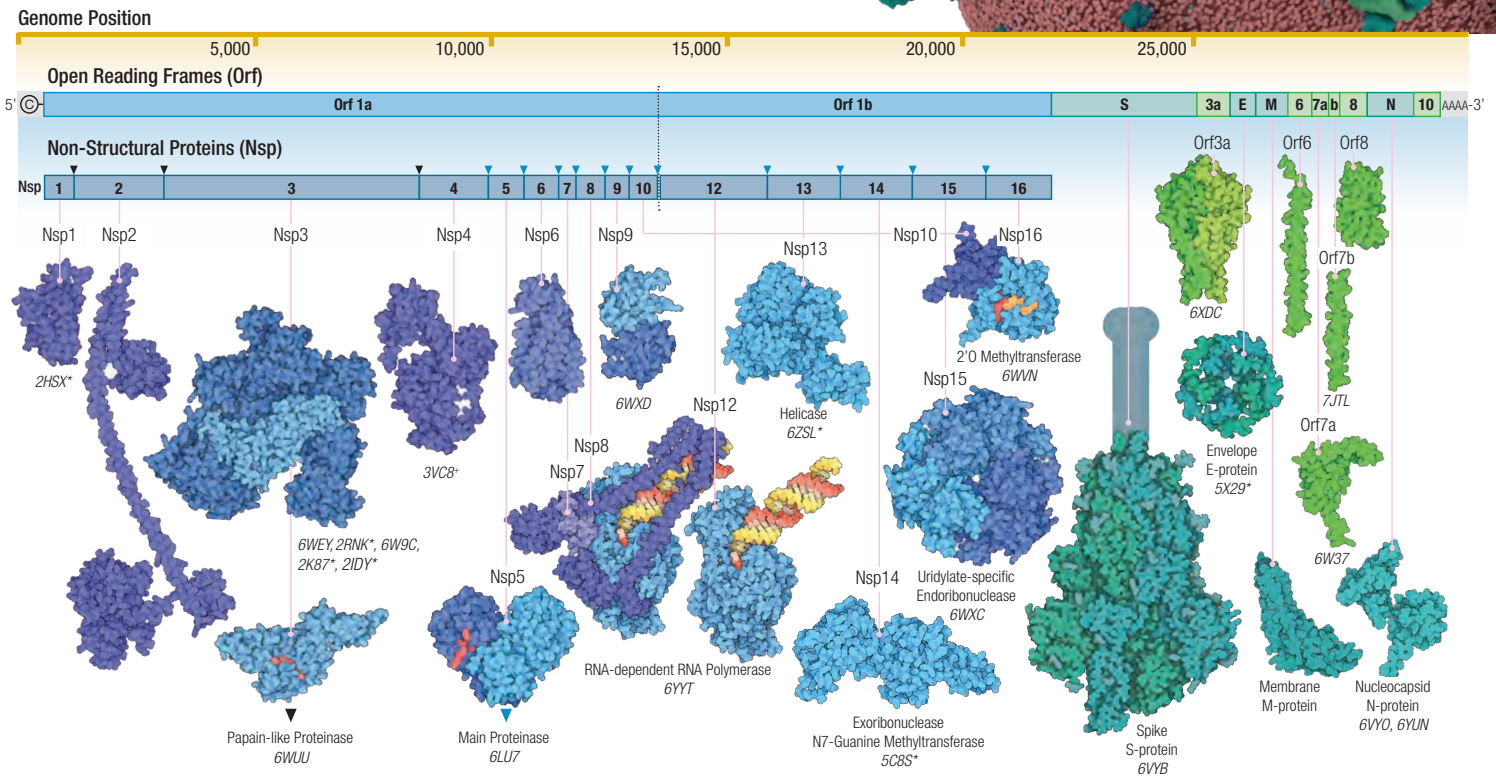 Genome Position
5,000 10,000 15,000 20,000 25,000
Open Reading Frames (Orf)
5' C Orf 1a Orf 1b S 3a E M 6 7a b 8 N 10 AAAA-3'
Non-Structural Proteins (Nsp)
Nsp 1 2 3 4 5 6 7 8 9 10 12 13 14 15 16
Orf3a Orf6 Orf8
Nsp1 Nsp2 Nsp3 Nsp4 Nsp6 Nsp9 Nsp13 Nsp10 Nsp16
Orf7b
6XDC
2'O Methyltransferase
6WVN
2HSX*
Nsp15
6WXD
Nsp12
Helicase
6ZSL*
7JTL
Orf7a
Nsp8
Nsp7
3VC8+
Envelope
E-protein
5X29*
6WEY, 2RNK*, 6W9C,
2K87*, 2IDY*
6W37
Nsp5
Nsp14
Uridylate-specific
Endoribonuclease
6WXC
RNA-dependent RNA Polymerase
6YYT
Membrane
M-protein
Nucleocapsid
N-protein
6VYO, 6YUN
Papain-like Proteinase
6WUU
Main Proteinase
6LU7
Exoribonuclease
N7-Guanine Methyltransferase
5C8S*
Spike
S-protein
6VYB